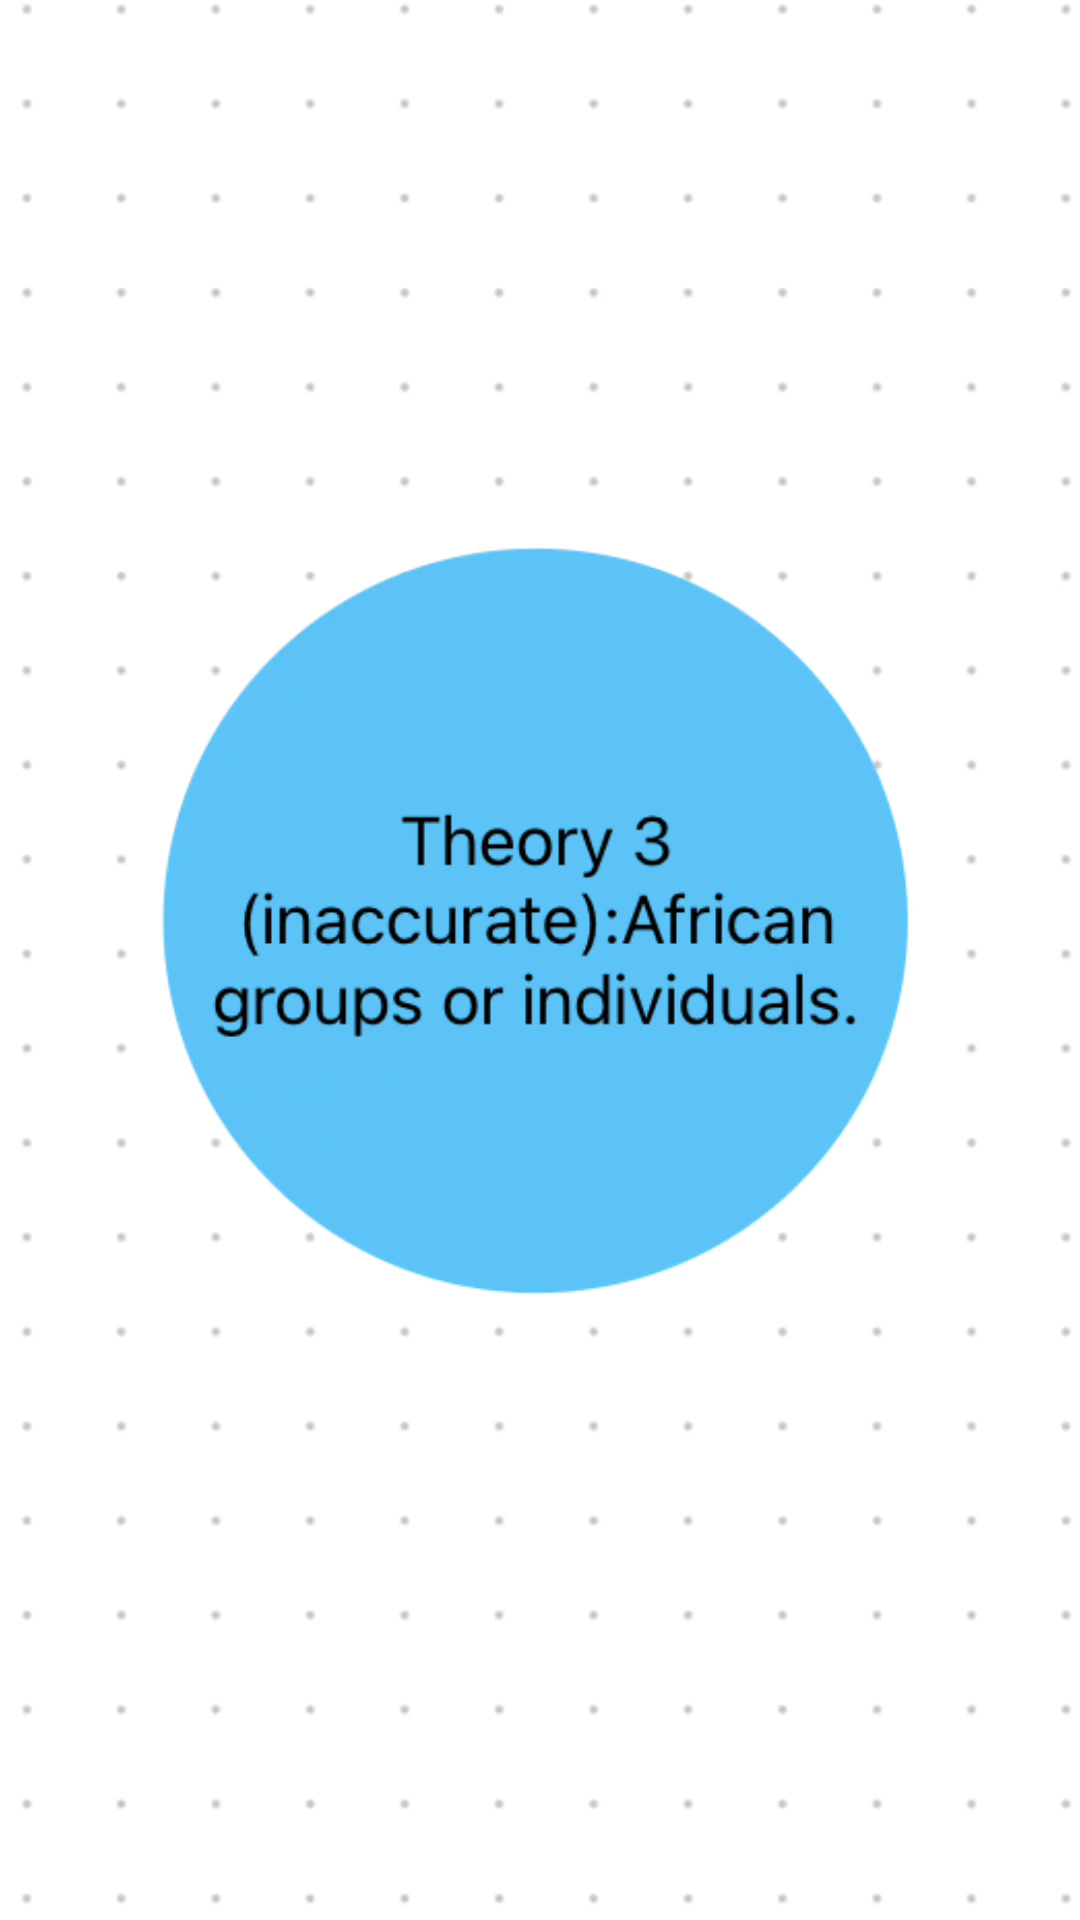 Theory 3
(inaccurate):African
groups or individuals.